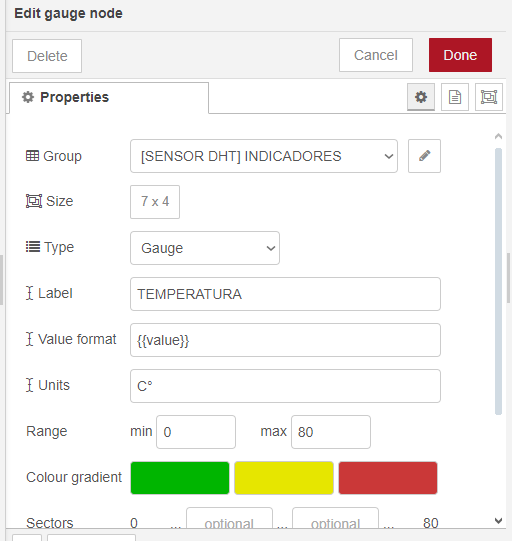 Edit gauge node
Delete Cancel Done
Properties
Group [SENSOR DHT] INDICADORES
Size 7 x 4
Type Gauge
Label TEMPERATURA
Value format {{value}}
Units C°
Range min 0 max 80
Colour gradient
Sectors 0 ... optional ... optional ... 80